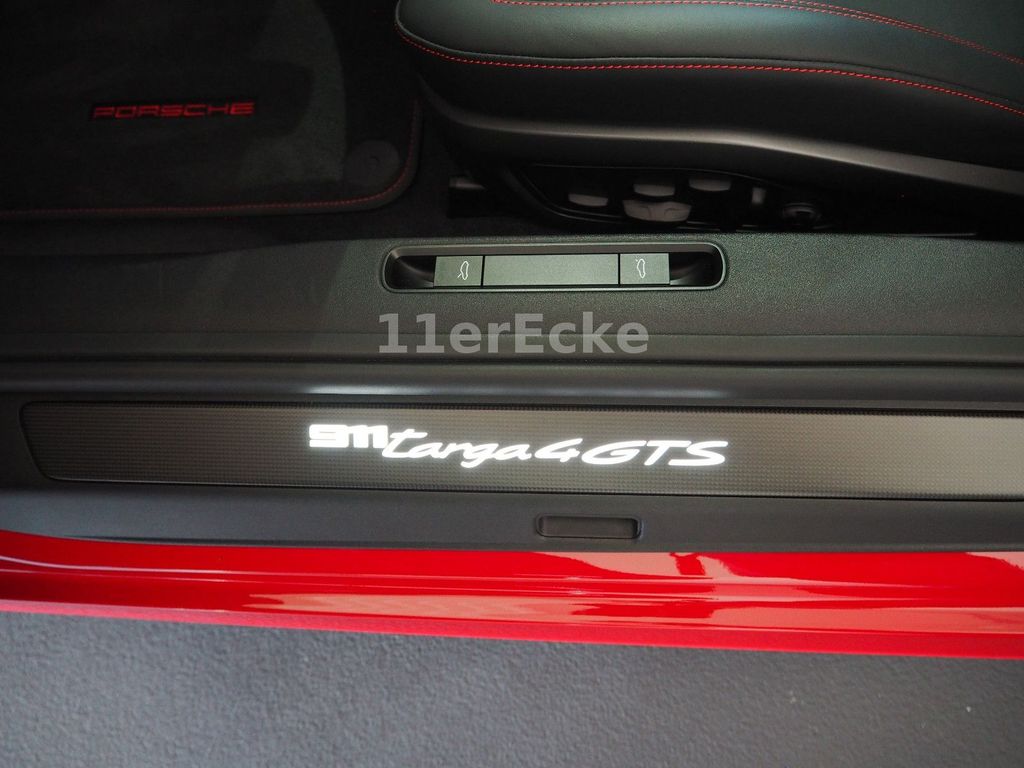 PORSCHE
11erEcke
911 targa 4 GTS